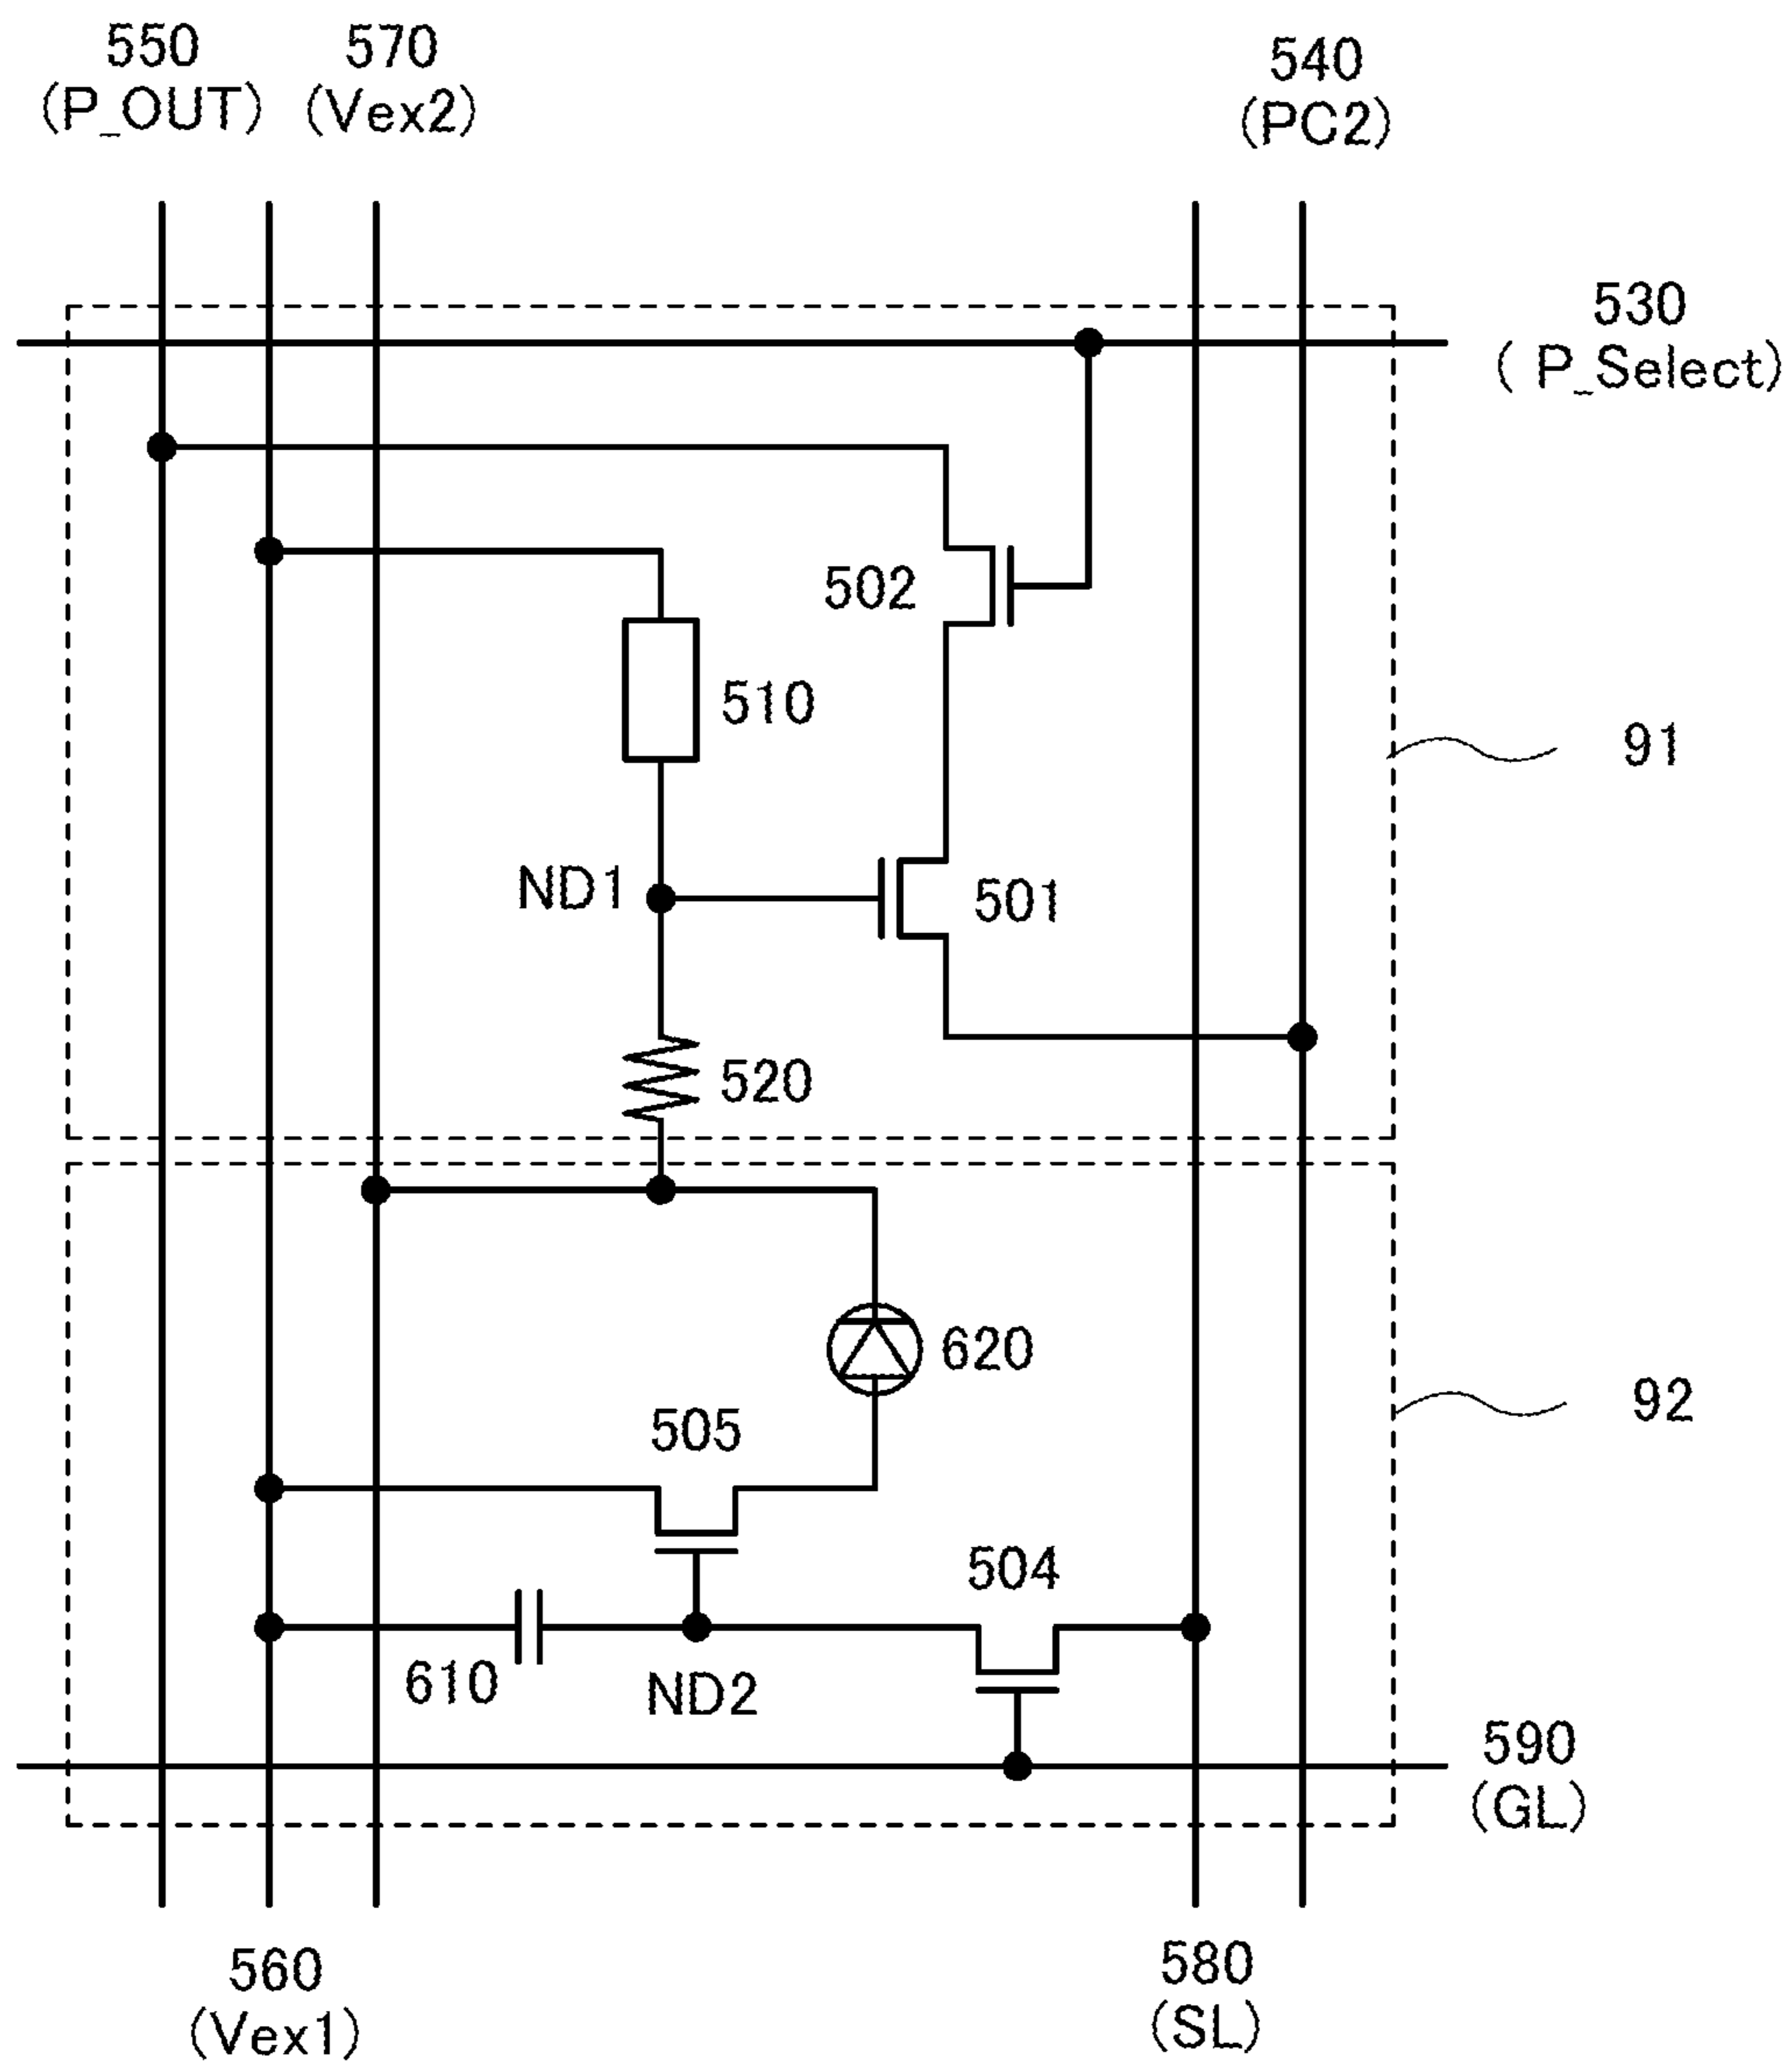 550
(P_OUT)
570
(Vex2)
540
(PC2)
530
( P_Select)
502
510
91
ND1
501
520
620
92
505
504
610
ND2
590
(GL)
560
(Vex1)
580
(SL)